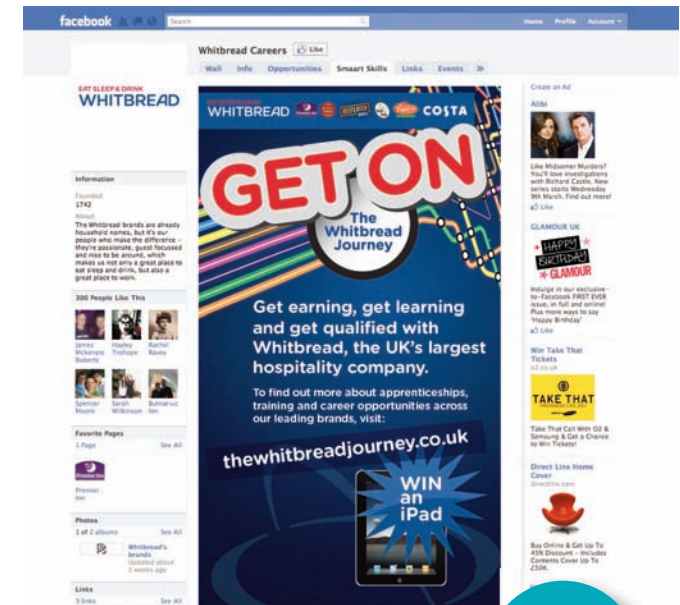 facebook
Search
Home Profile Account
Whitbread Careers Like
Wall Info Opportunities Smaart Skills Links Events »
EAT SLEEP & DRINK
WHITBREAD
Information
Founded:
1742
About:
The Whitbread brands are already
household names, but it's our
people who make the difference –
they're passionate, guest focussed
and nice to be around, which
makes us not only a great place to
eat sleep and drink, but also a
great place to work.
300 People Like This
James
Mckenzie
Roberts
Hayley
Trollope
Rachel
Ravey
Spencer
Moore
Sarah
Wilkinson
Butnarius
Inn
Favorite Pages
1 Page See All
Premier Inn
Premier
Inn
Photos
1 of 2 albums See All
Whitbread's
brands
Updated about
2 weeks ago
Links
3 links See All
WHITBREAD
COSTA
GET ON
The
Whitbread
Journey
Get earning, get learning
and get qualified with
Whitbread, the UK's largest
hospitality company.
To find out more about apprenticeships,
training and career opportunities across
our leading brands, visit:
thewhitbreadjourney.co.uk
WIN
an
iPad
Create an Ad
Alibi
Like Midsomer Murders?
You'll love investigations
with Richard Castle. New
series starts Wednesday
9th March. Find out more!
Like
GLAMOUR UK
HAPPY
BIRTHDAY
GLAMOUR
Indulge in our exclusive-
to-Facebook FIRST EVER
issue, in full and online!
Plus more ways to say
'Happy Birthday'
Like
Win Take That
Tickets
o2.co.uk
TAKE THAT
Take That Call With O2 &
Samsung & Get a Chance
to Win Tickets!
Direct Line Home
Cover
directline.com
Buy Online & Get Up To
45% Discount – Includes
Contents Cover Up To
£50K.